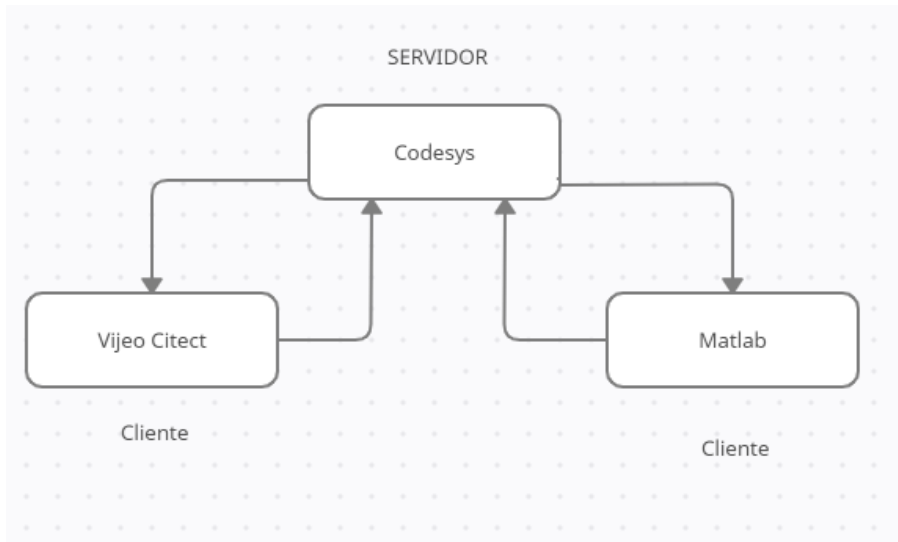 SERVIDOR
Codesys
Vijeo Citect
Matlab
Cliente
Cliente